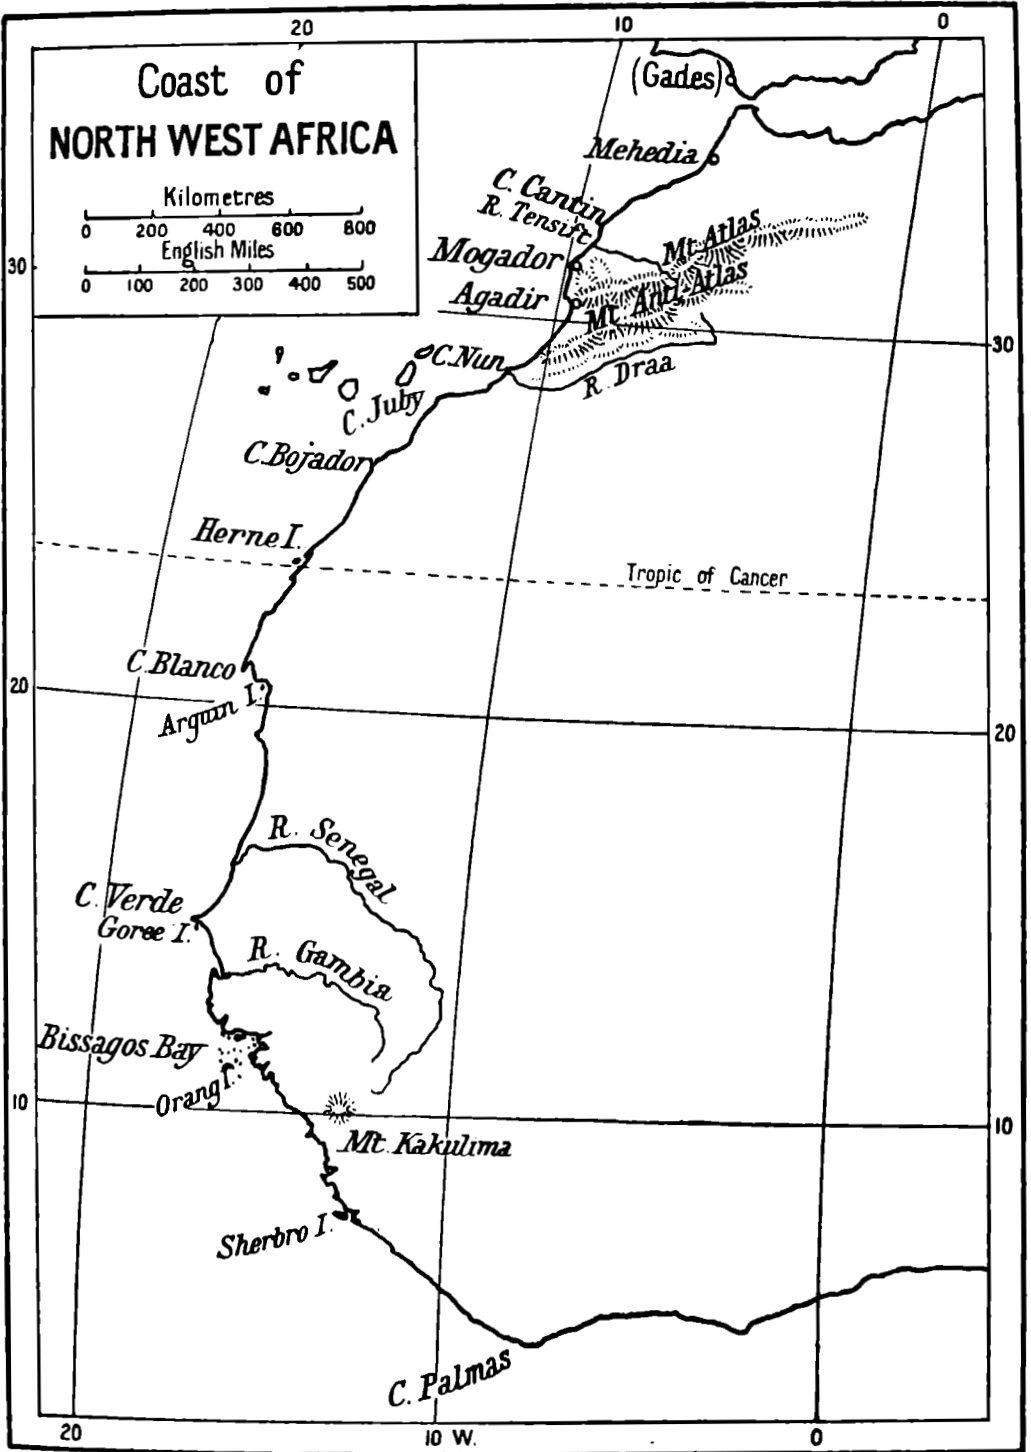 20 10 0
Coast of
NORTH WEST AFRICA
Kilometres
0 200 400 600 800
English Miles
0 100 200 300 400 500
(Gades)
Mehedia
C. Cantin
R. Tensift
Mt Atlas
Mogador
30
Mt. Anti-Atlas
Agadir
30
C. Nun
R. Draa
C. Juby
C. Bojador
Herne I.
Tropic of Cancer
C. Blanco
20
Arguin I.
20
R. Senegal
C. Verde
Goree I.
R. Gambia
Bissagos Bay
Orang I.
10
10
Mt. Kakulima
Sherbro I.
C. Palmas
20 10 W. 0